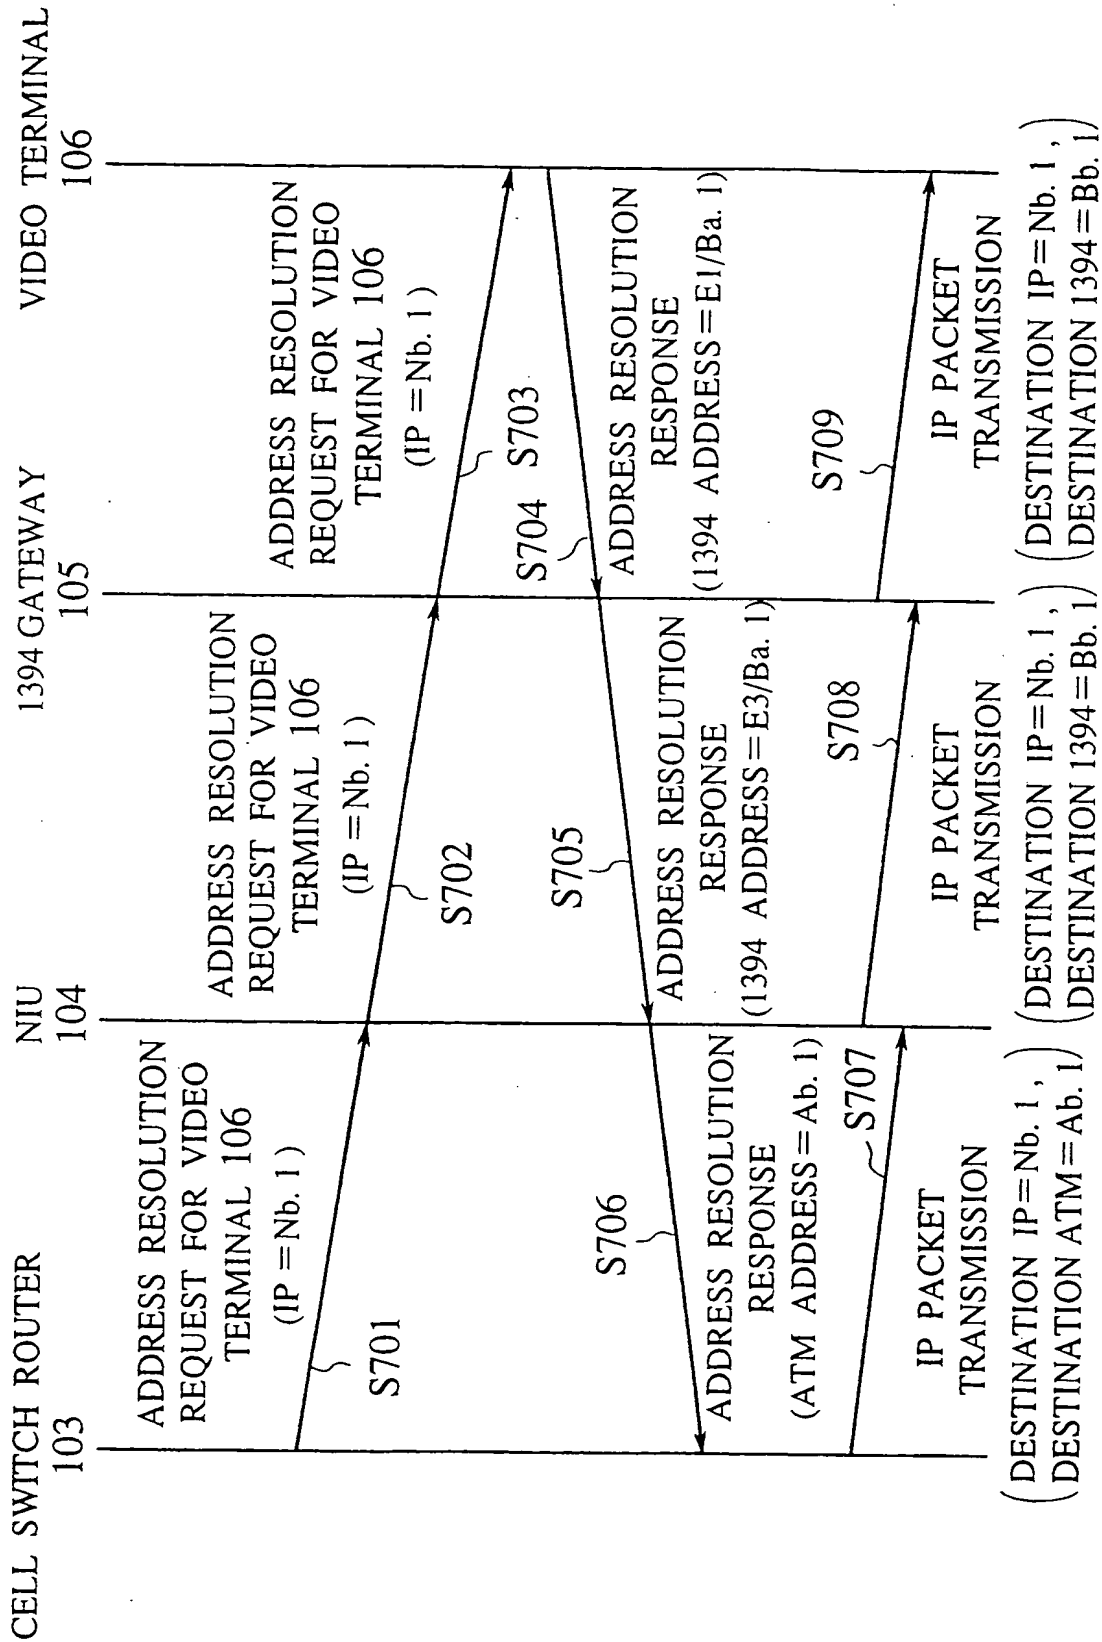 CELL SWITCH ROUTER
103
NIU
104
1394 GATEWAY
105
VIDEO TERMINAL
106
ADDRESS RESOLUTION
REQUEST FOR VIDEO
TERMINAL 106
(IP =Nb. 1)
S701
ADDRESS RESOLUTION
REQUEST FOR VIDEO
TERMINAL 106
(IP =Nb. 1)
S702
ADDRESS RESOLUTION
REQUEST FOR VIDEO
TERMINAL 106
(IP =Nb. 1)
S703
S704
ADDRESS RESOLUTION
RESPONSE
(1394 ADDRESS=E1/Ba. 1)
S705
ADDRESS RESOLUTION
RESPONSE
(1394 ADDRESS=E3/Ba. 1)
S706
ADDRESS RESOLUTION
RESPONSE
(ATM ADDRESS=Ab. 1)
S707
IP PACKET
TRANSMISSION
(DESTINATION IP=Nb. 1,
DESTINATION ATM=Ab. 1)
S708
IP PACKET
TRANSMISSION
(DESTINATION IP=Nb. 1,
DESTINATION 1394=Bb. 1)
S709
IP PACKET
TRANSMISSION
(DESTINATION IP=Nb. 1,
DESTINATION 1394=Bb. 1)